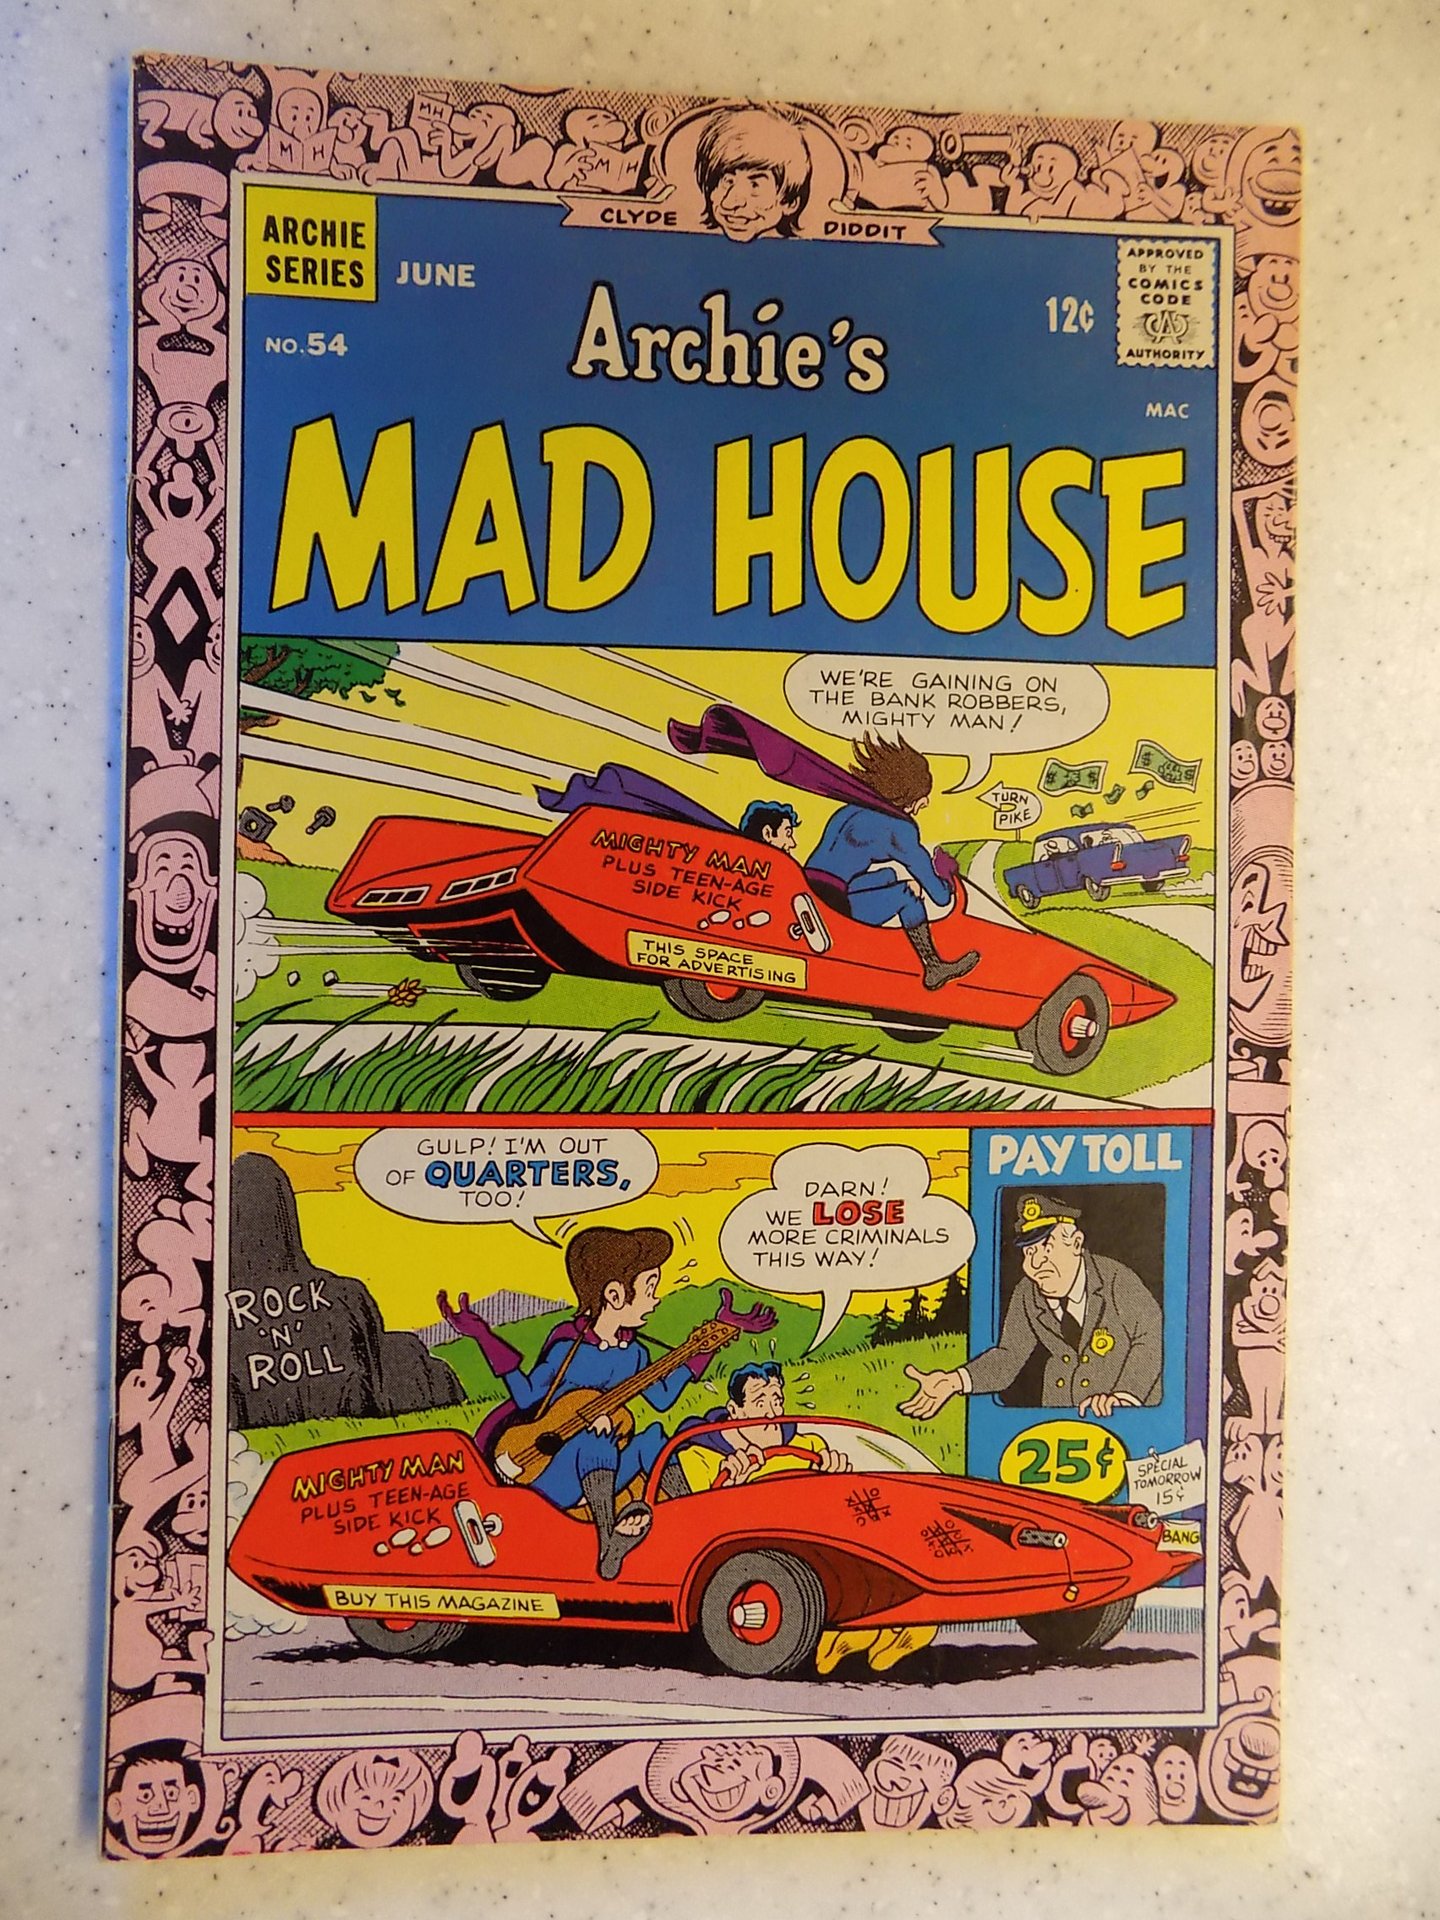 MH
M H
M H
CLYDE DIDDIT
ARCHIE
SERIES
JUNE
NO. 54
Archie's
12¢
APPROVED
BY THE
COMICS
CODE
CA
AUTHORITY
MAC
MAD HOUSE
WE'RE GAINING ON
THE BANK ROBBERS,
MIGHTY MAN!
TURN
PIKE
MIGHTY MAN
PLUS TEEN-AGE
SIDE KICK
THIS SPACE
FOR ADVERTISING
GULP! I'M OUT
OF QUARTERS,
TOO!
DARN!
WE LOSE
MORE CRIMINALS
THIS WAY!
PAY TOLL
ROCK
'N'
ROLL
25¢
SPECIAL
TOMORROW
15¢
BANG
MIGHTY MAN
PLUS TEEN-AGE
SIDE KICK
BUY THIS MAGAZINE